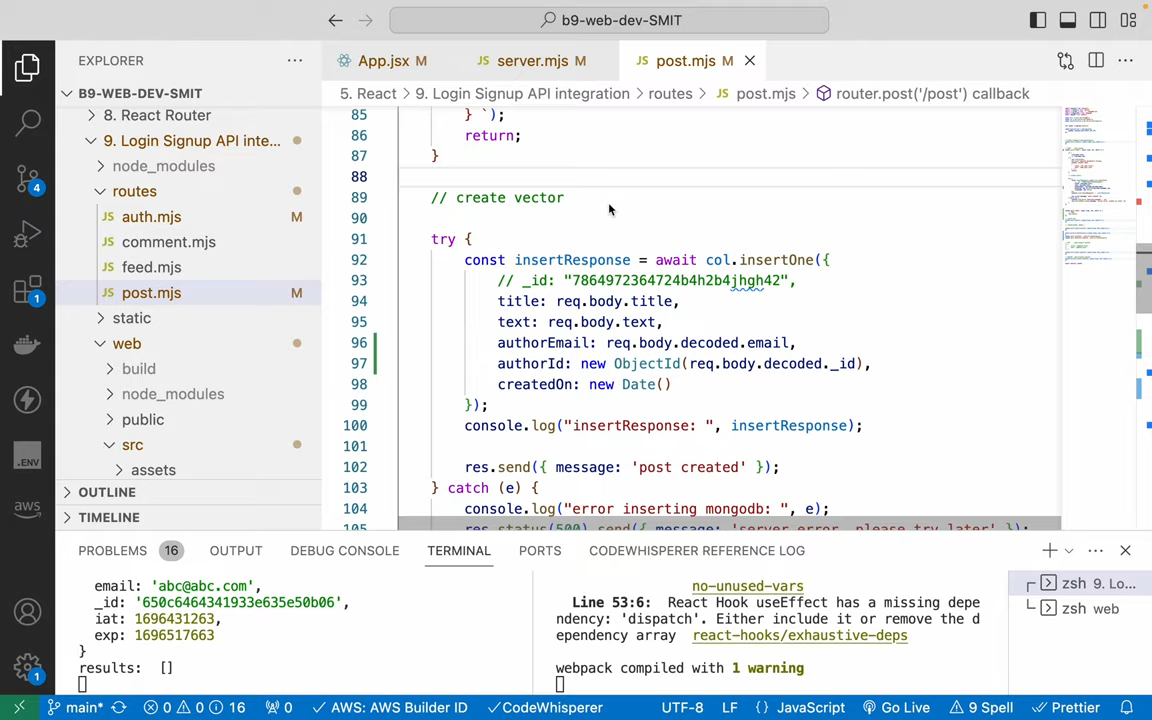 b9-web-dev-SMIT
EXPLORER
App.jsx M
JS server.mjs M
JS post.mjs M
5. React > 9. Login Signup API integration > routes > JS post.mjs > router.post('/post') callback
B9-WEB-DEV-SMIT
8. React Router
9. Login Signup API inte...
node_modules
routes
JS auth.mjs M
JS comment.mjs
JS feed.mjs
JS post.mjs M
static
web
build
node_modules
public
src
assets
OUTLINE
TIMELINE
4
1
.ENV
aws
1
85 } `);
86 return;
87 }
88
89 // create vector
90
91 try {
92 const insertResponse = await col.insertOne({
93 // _id: "7864972364724b4h2b4jhgh42",
94 title: req.body.title,
95 text: req.body.text,
96 authorEmail: req.body.decoded.email,
97 authorId: new ObjectId(req.body.decoded._id),
98 createdOn: new Date()
99 });
100 console.log("insertResponse: ", insertResponse);
101
102 res.send({ message: 'post created' });
103 } catch (e) {
104 console.log("error inserting mongodb: ", e);
105 res.status(500).send({ message: 'server error, please try later' });
PROBLEMS 16 OUTPUT DEBUG CONSOLE TERMINAL PORTS CODEWHISPERER REFERENCE LOG
email: 'abc@abc.com',
_id: '650c6464341933e635e50b06',
iat: 1696431263,
exp: 1696517663
}
results: []
no-unused-vars
Line 53:6: React Hook useEffect has a missing depe
ndency: 'dispatch'. Either include it or remove the d
ependency array react-hooks/exhaustive-deps
webpack compiled with 1 warning
zsh 9. Lo...
zsh web
main* 0 0 16 0 AWS: AWS Builder ID CodeWhisperer UTF-8 LF {} JavaScript Go Live 9 Spell Prettier